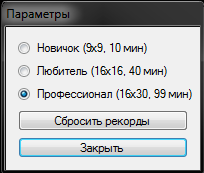 Параметры
Новичок (9x9, 10 мин)
Любитель (16x16, 40 мин)
Профессионал (16x30, 99 мин)
Сбросить рекорды
Закрыть